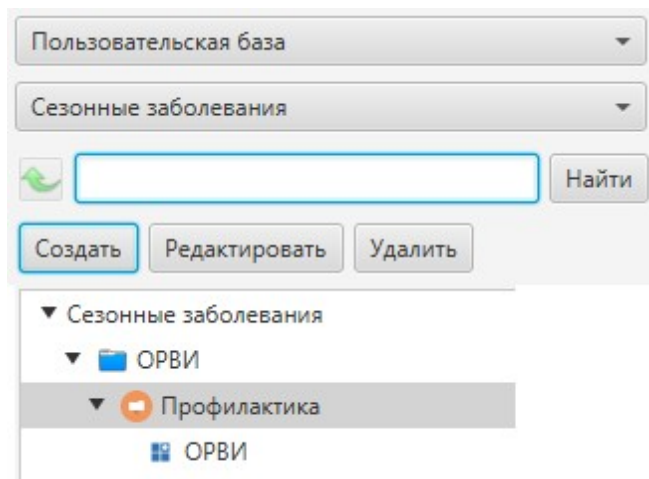 Пользовательская база
Сезонные заболевания
Найти
Создать Редактировать Удалить
Сезонные заболевания
ОРВИ
Профилактика
ОРВИ